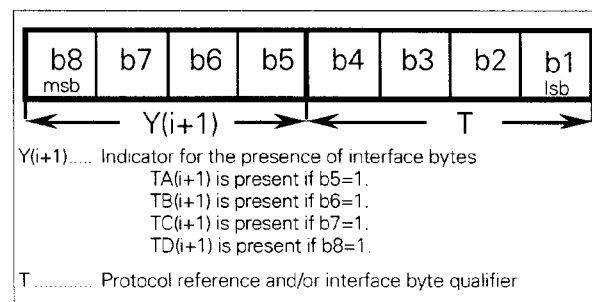 b8 b7 b6 b5 b4 b3 b2 b1
msb lsb
Y(i+1) T
Y(i+1)..... Indicator for the presence of interface bytes
TA(i+1) is present if b5=1.
TB(i+1) is present if b6=1.
TC(i+1) is present if b7=1.
TD(i+1) is present if b8=1.
T ............ Protocol reference and/or interface byte qualifier